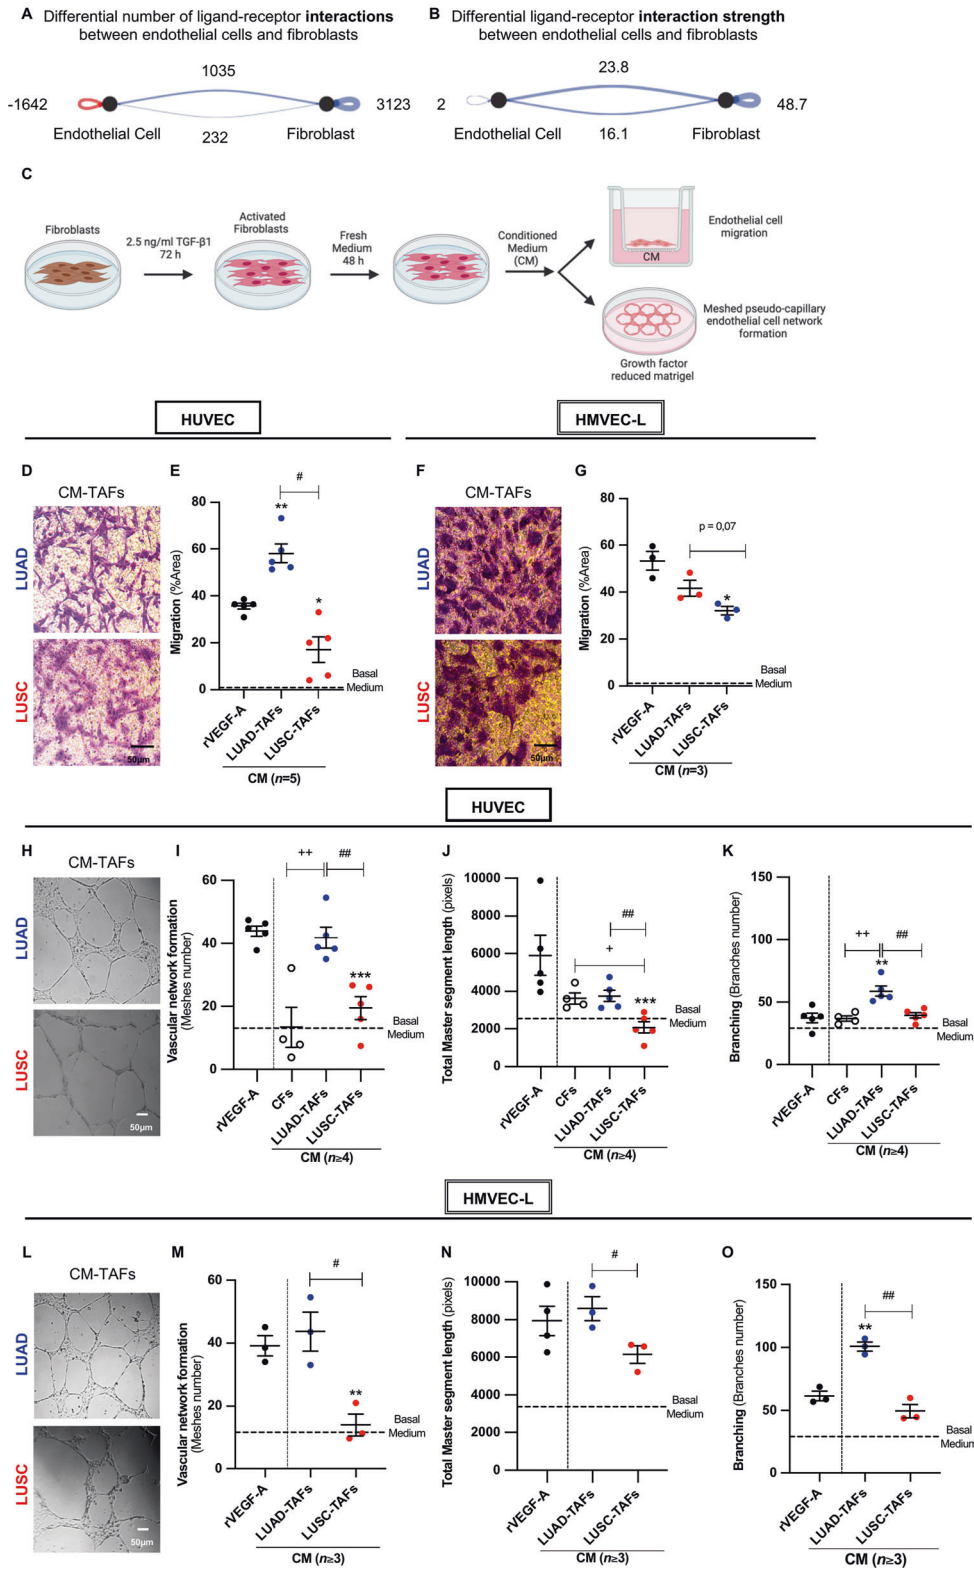 A Differential number of ligand-receptor interactions
between endothelial cells and fibroblasts
1035
-1642
3123
Endothelial Cell
232
Fibroblast
B Differential ligand-receptor interaction strength
between endothelial cells and fibroblasts
23.8
2
48.7
Endothelial Cell
16.1
Fibroblast
C
Fibroblasts
2.5 ng/ml TGF-β1
72 h
Activated
Fibroblasts
Fresh
Medium
48 h
Conditioned
Medium
(CM)
CM
Endothelial cell
migration
Meshed pseudo-capillary
endothelial cell network
formation
Growth factor
reduced matrigel
HUVEC
HMVEC-L
D
CM-TAFs
LUAD
LUSC
50µm
E
Migration (%Area)
80
60
40
20
0
#
**
*
Basal
Medium
rVEGF-A
LUAD-TAFs
LUSC-TAFs
CM (n=5)
F
CM-TAFs
LUAD
LUSC
50µm
G
Migration (%Area)
80
60
40
20
0
p = 0,07
*
Basal
Medium
rVEGF-A
LUAD-TAFs
LUSC-TAFs
CM (n=3)
HUVEC
H
CM-TAFs
LUAD
LUSC
50µm
I
Vascular network formation
(Meshes number)
60
40
20
0
++
##
***
Basal
Medium
rVEGF-A
CFs
LUAD-TAFs
LUSC-TAFs
CM (n≥4)
J
Total Master segment length (pixels)
10000
8000
6000
4000
2000
0
##
+
***
Basal
Medium
rVEGF-A
CFs
LUAD-TAFs
LUSC-TAFs
CM (n≥4)
K
Branching (Branches number)
150
100
50
0
++
##
**
Basal
Medium
rVEGF-A
CFs
LUAD-TAFs
LUSC-TAFs
CM (n≥4)
HMVEC-L
L
CM-TAFs
LUAD
LUSC
50µm
M
Vascular network formation
(Meshes number)
60
40
20
0
#
**
Basal
Medium
rVEGF-A
LUAD-TAFs
LUSC-TAFs
CM (n≥3)
N
Total Master segment length (pixels)
10000
8000
6000
4000
2000
0
#
Basal
Medium
rVEGF-A
LUAD-TAFs
LUSC-TAFs
CM (n≥3)
O
Branching (Branches number)
150
100
50
0
##
**
Basal
Medium
rVEGF-A
LUAD-TAFs
LUSC-TAFs
CM (n≥3)